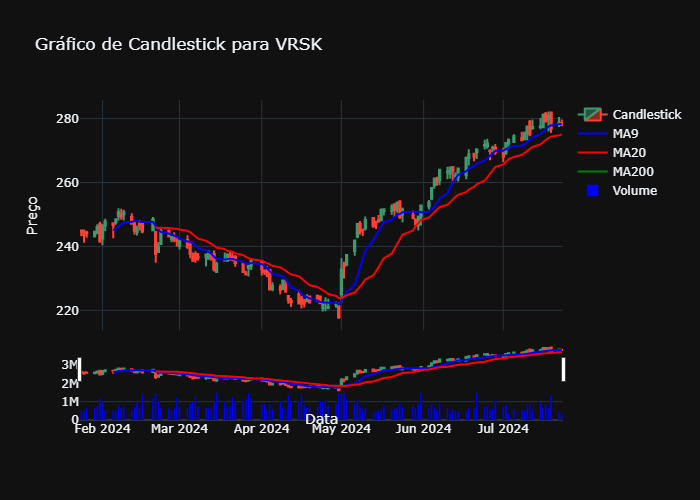 Gráfico de Candlestick para VRSK
280
260
240
220
Preço
Candlestick
MA9
MA20
MA200
Volume
3M
2M
1M
0
Data
Feb 2024
Mar 2024
Apr 2024
May 2024
Jun 2024
Jul 2024